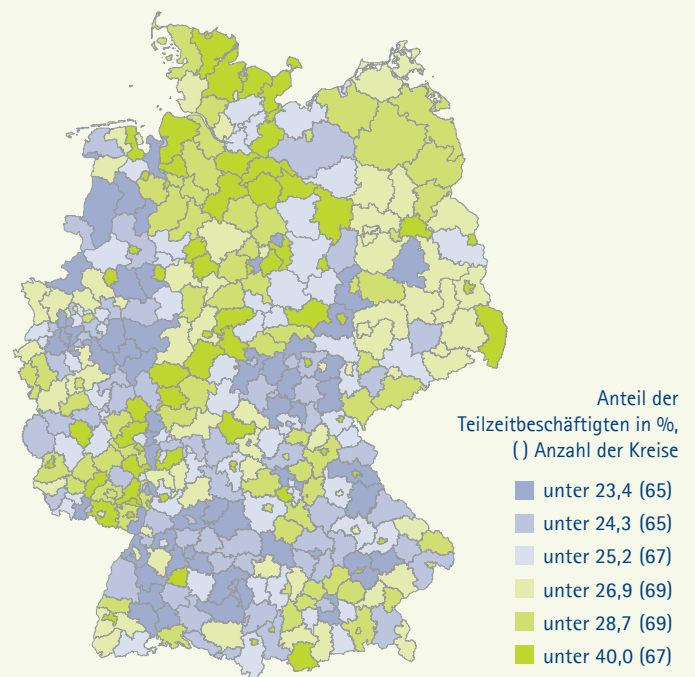 Anteil der
Teilzeitbeschäftigten in %,
( ) Anzahl der Kreise
unter 23,4 (65)
unter 24,3 (65)
unter 25,2 (67)
unter 26,9 (69)
unter 28,7 (69)
unter 40,0 (67)